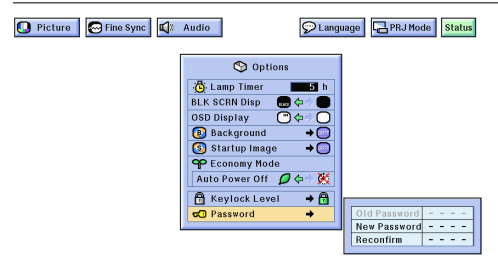 Picture Fine Sync Audio Language PRJ Mode Status
Options
Lamp Timer 5 h
BLK SCRN Disp
OSD Display
B Background
S Startup Image
Economy Mode
Auto Power Off
Keylock Level
Password
Old Password - - - -
New Password - - - -
Reconfirm - - - -